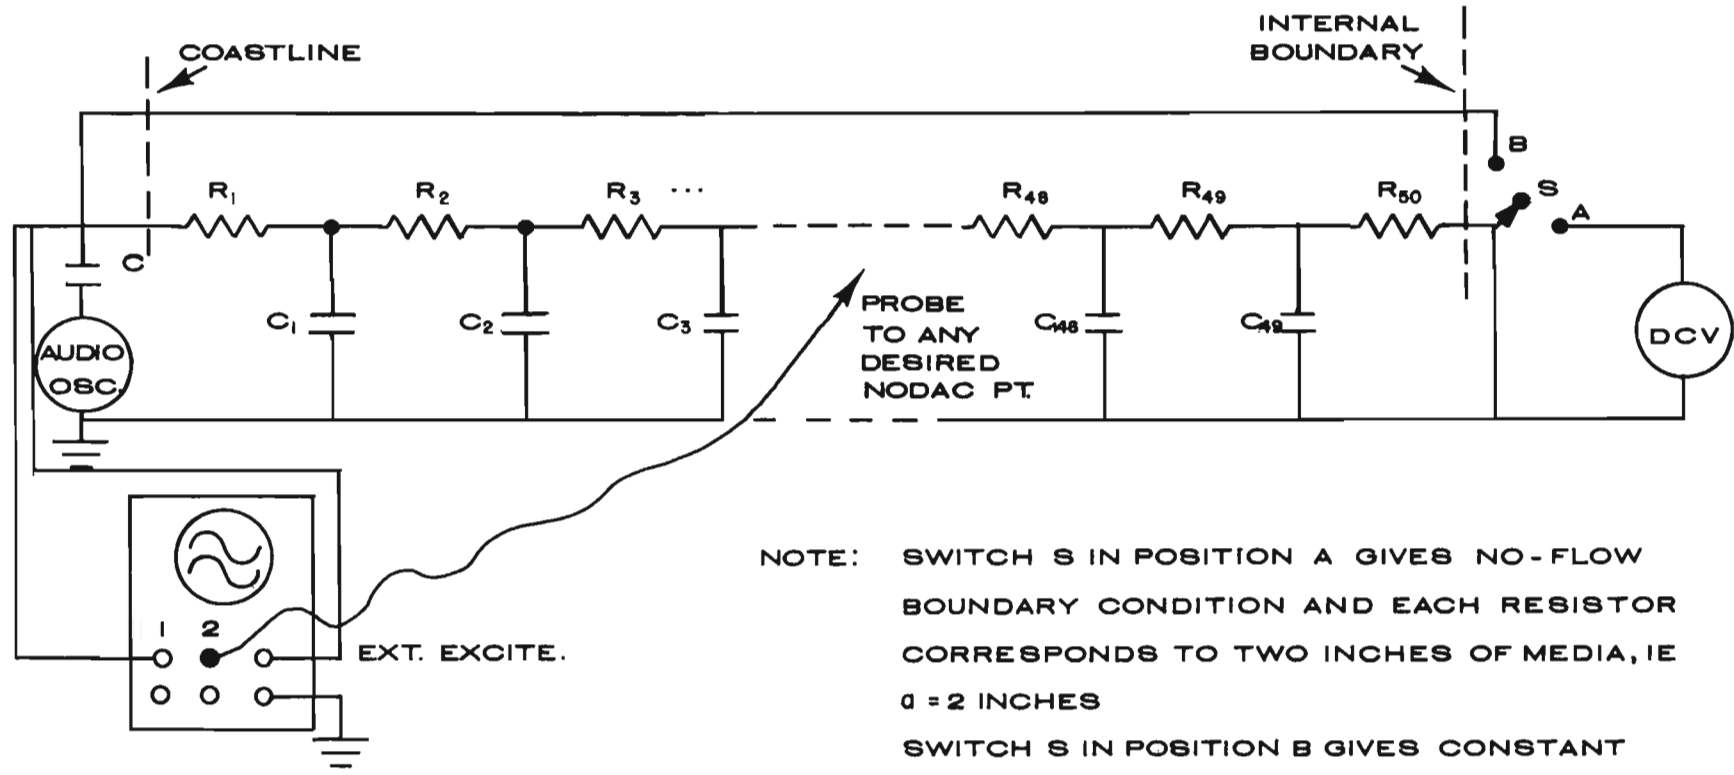 COASTLINE
INTERNAL
BOUNDARY
B
S
A
R1
R2
R3 ...
R48
R49
R50
C
C1
C2
C3
C48
C49
AUDIO
OSC.
DCV
PROBE
TO ANY
DESIRED
NODAC PT.
1 2
EXT. EXCITE.
NOTE: SWITCH S IN POSITION A GIVES NO-FLOW
BOUNDARY CONDITION AND EACH RESISTOR
CORRESPONDS TO TWO INCHES OF MEDIA, IE
a = 2 INCHES
SWITCH S IN POSITION B GIVES CONSTANT